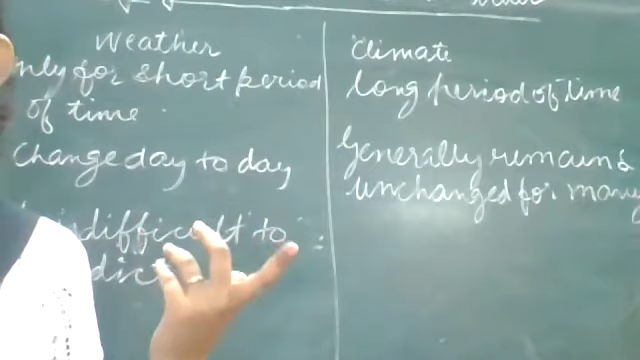 Weather
nly for short period
of time
change day to day
difficult to
dict
Climate
long period of time
Generally remains
unchanged for many